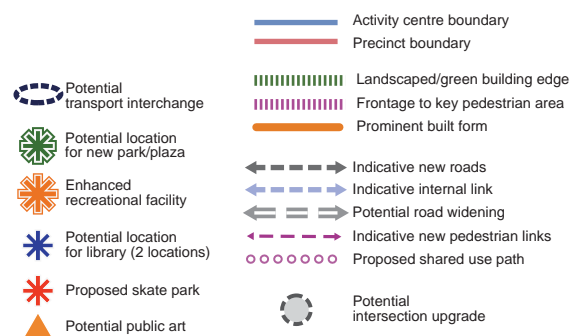 Potential
transport interchange
Potential location
for new park/plaza
Enhanced
recreational facility
Potential location
for library (2 locations)
Proposed skate park
Potential public art
Activity centre boundary
Precinct boundary
Landscaped/green building edge
Frontage to key pedestrian area
Prominent built form
Indicative new roads
Indicative internal link
Potential road widening
Indicative new pedestrian links
Proposed shared use path
Potential
intersection upgrade